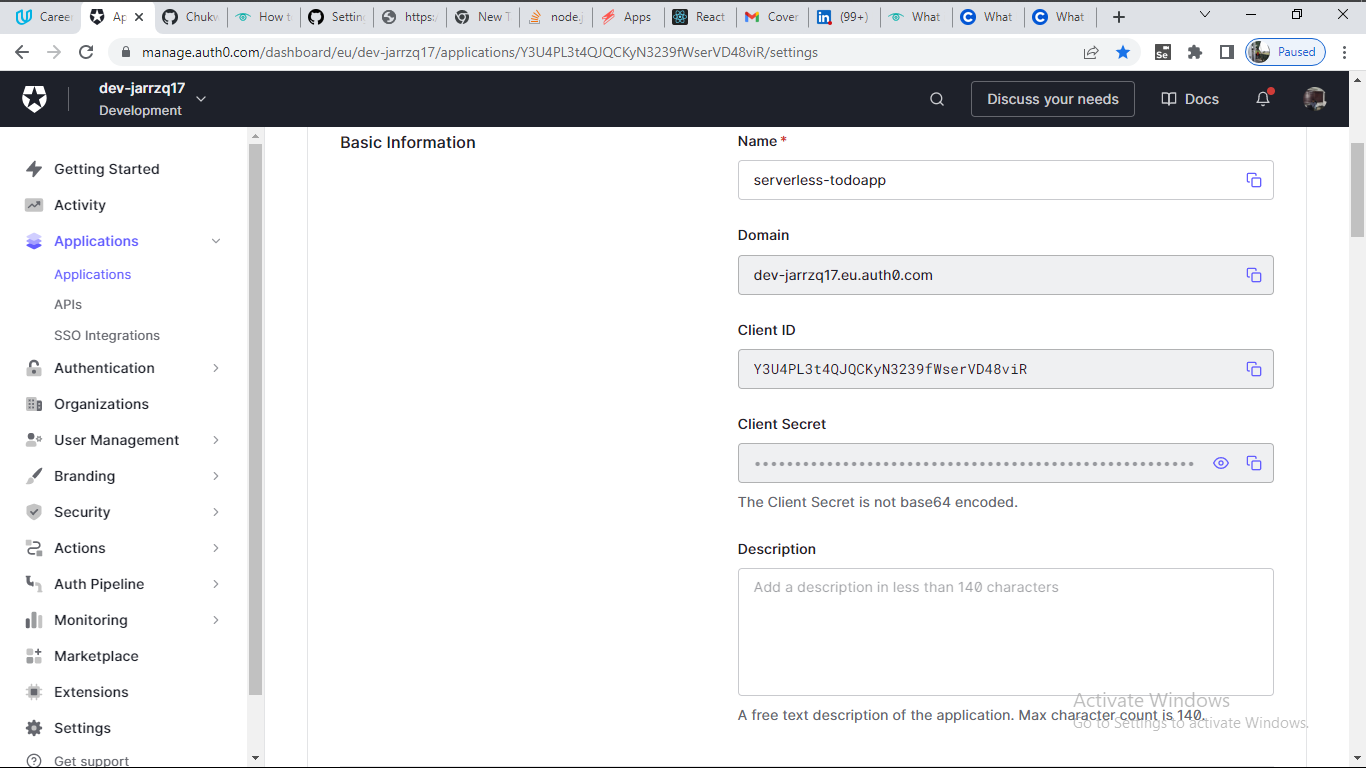 Career
Ap
Chukw
How t
Settin
https:
New T
node.j
Apps
React
Cover
(99+)
What
What
What
manage.auth0.com/dashboard/eu/dev-jarrzq17/applications/Y3U4PL3t4QJQCKyN3239fWserVD48viR/settings
Paused
dev-jarrzq17
Development
Discuss your needs
Docs
Getting Started
Activity
Applications
Applications
APIs
SSO Integrations
Authentication
Organizations
User Management
Branding
Security
Actions
Auth Pipeline
Monitoring
Marketplace
Extensions
Settings
Get support
Basic Information
Name *
serverless-todoapp
Domain
dev-jarrzq17.eu.auth0.com
Client ID
Y3U4PL3t4QJQCKyN3239fWserVD48viR
Client Secret
The Client Secret is not base64 encoded.
Description
Add a description in less than 140 characters
A free text description of the application. Max character count is 140.
Activate Windows
Go to Settings to activate Windows.